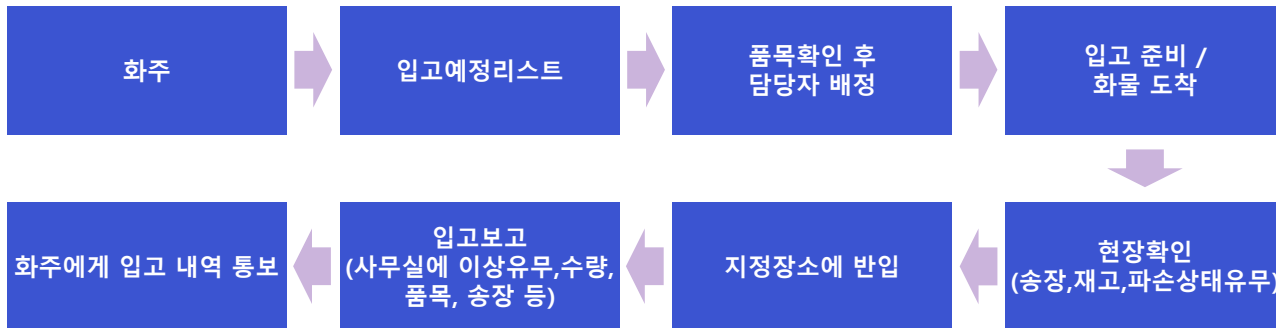 화주
입고예정리스트
품목확인 후
담당자 배정
입고 준비 /
화물 도착
현장확인
(송장,재고,파손상태유무)
지정장소에 반입
입고보고
(사무실에 이상유무,수량,
품목, 송장 등)
화주에게 입고 내역 통보